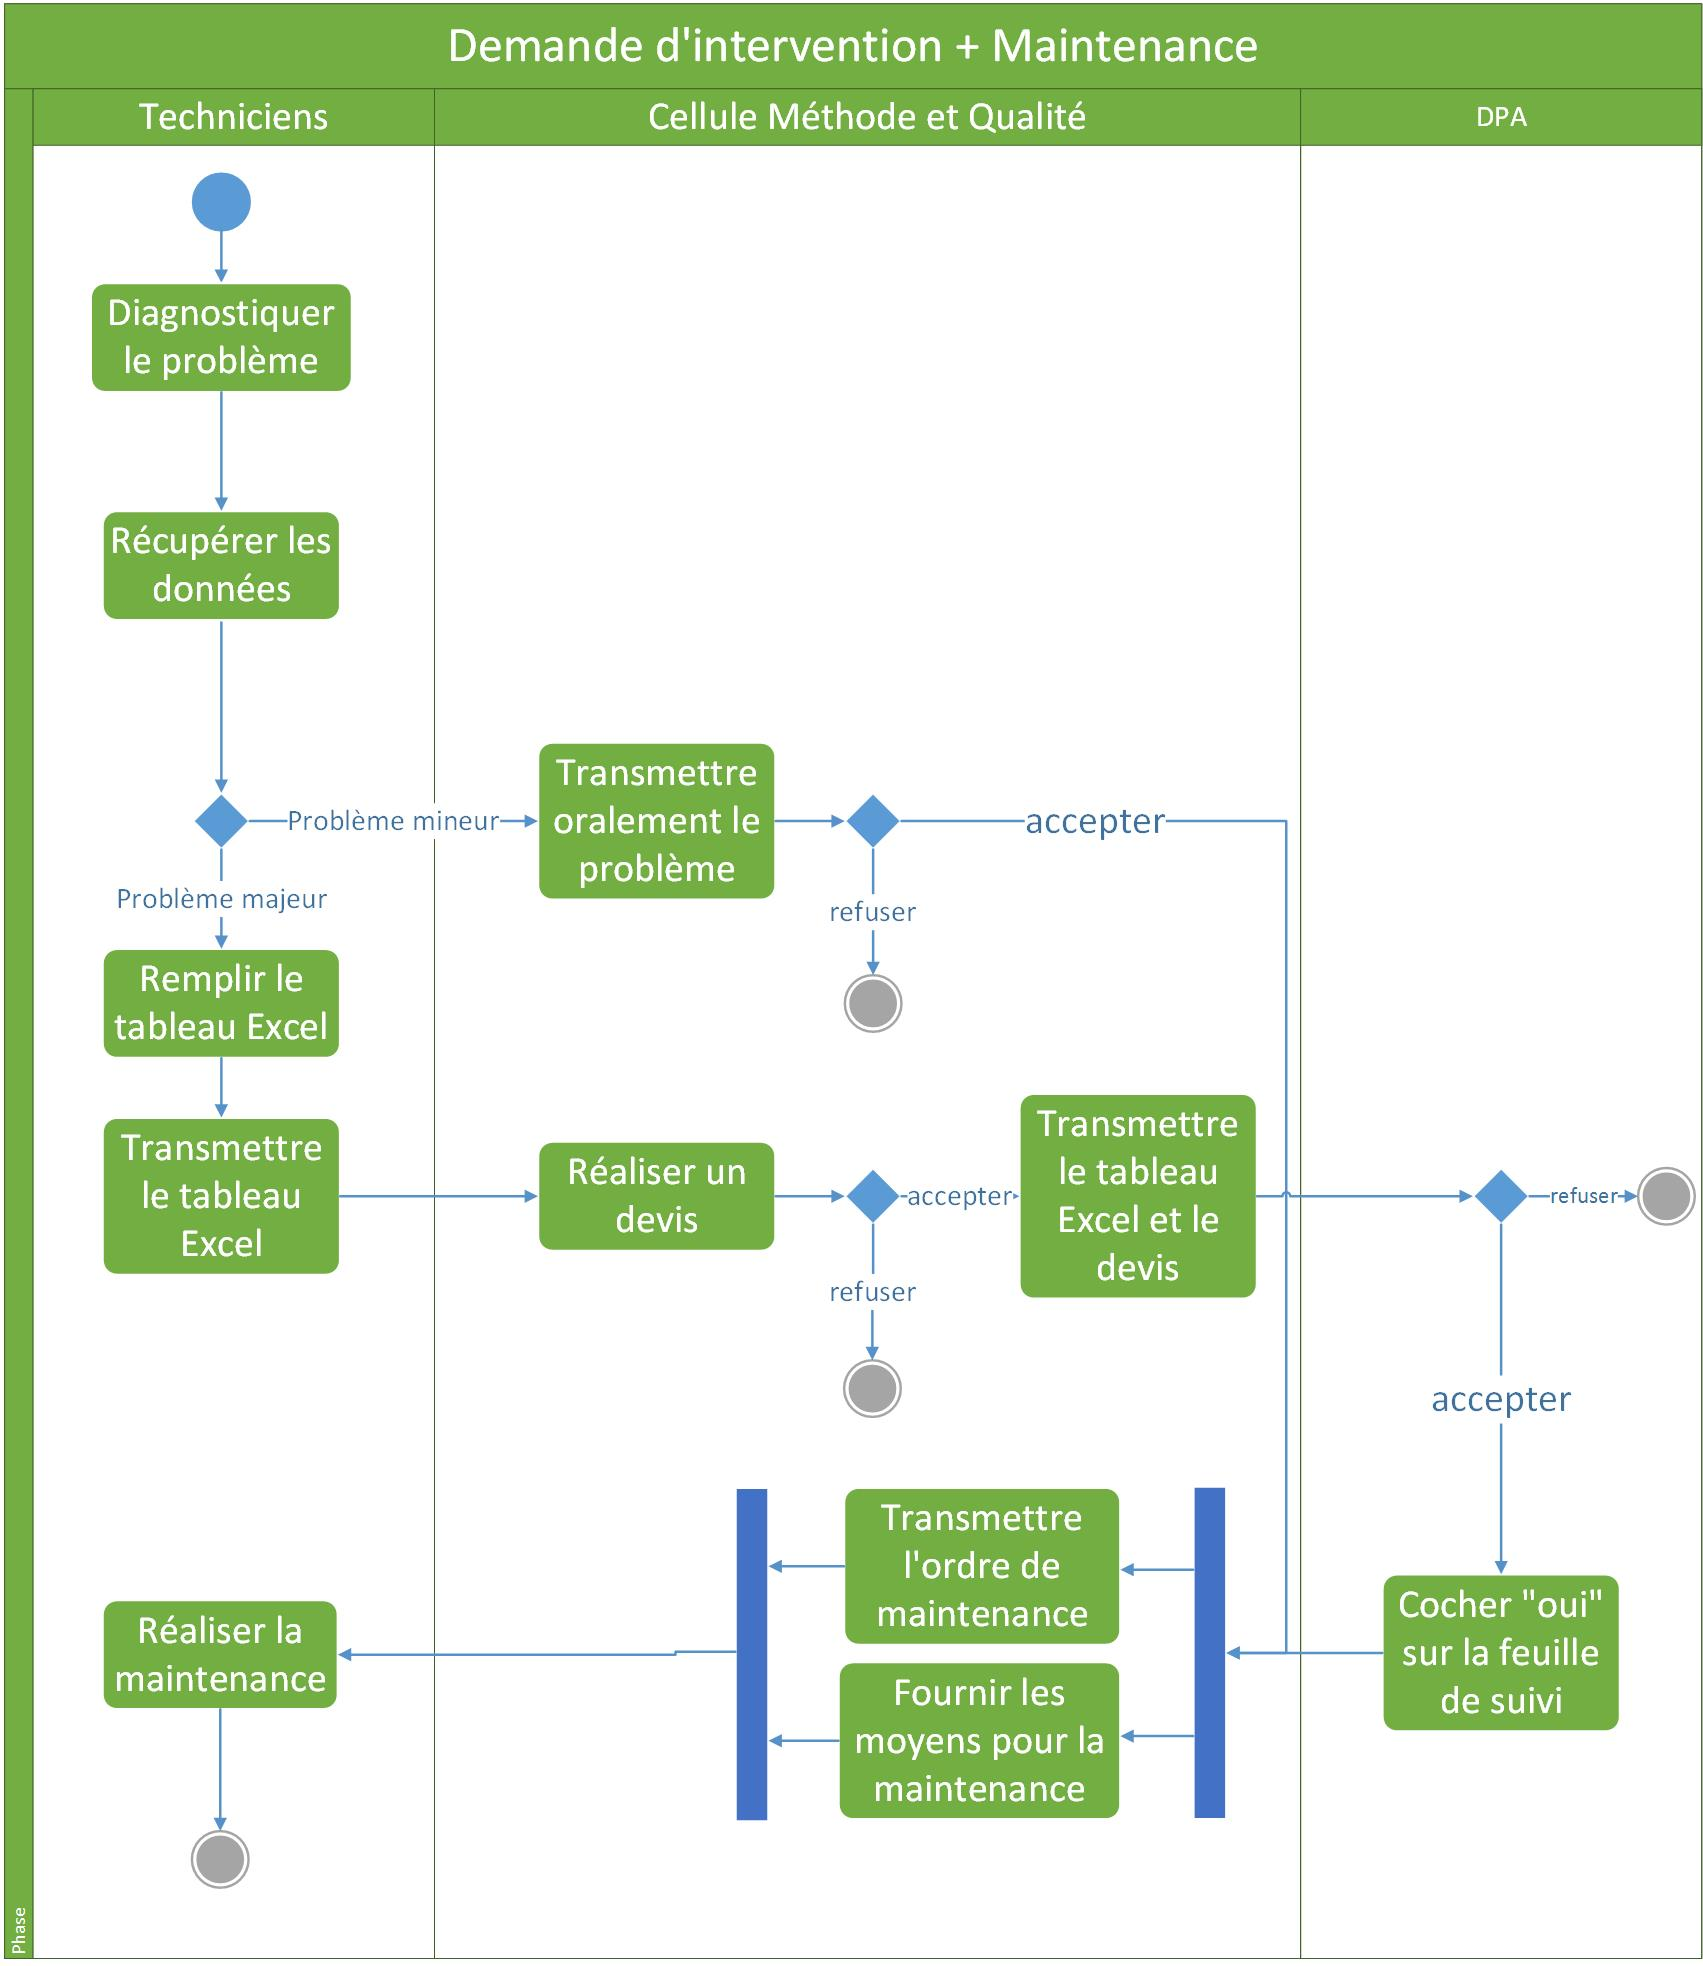 Demande d'intervention + Maintenance
Techniciens
Cellule Méthode et Qualité
DPA
Diagnostiquer
le problème
Récupérer les
données
Problème mineur
Transmettre
oralement le
problème
accepter
refuser
Problème majeur
Remplir le
tableau Excel
Transmettre
le tableau
Excel
Réaliser un
devis
accepter
refuser
Transmettre
le tableau
Excel et le
devis
refuser
accepter
Cocher "oui"
sur la feuille
de suivi
Transmettre
l'ordre de
maintenance
Fournir les
moyens pour la
maintenance
Réaliser la
maintenance
Phase